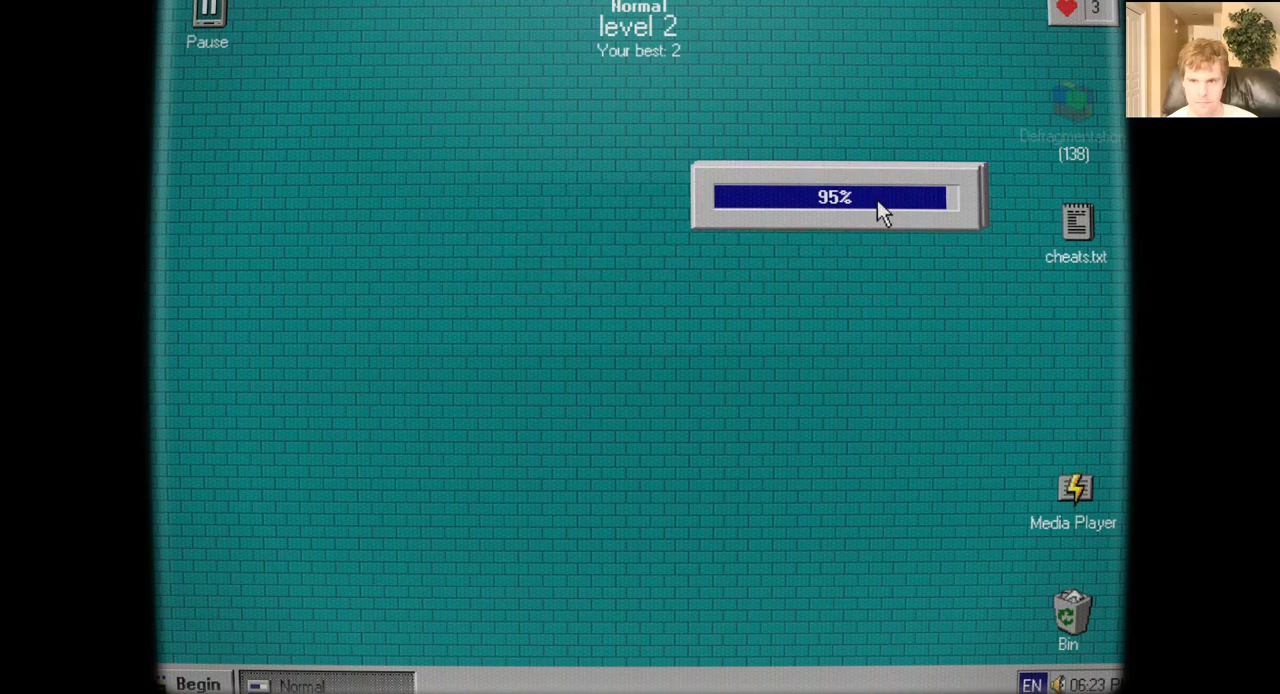 Normal
3
level 2
Pause
Your best: 2
Defragmentation
(138)
95%
cheats.txt
Media Player
Bin
Begin
Normal
EN
06:23